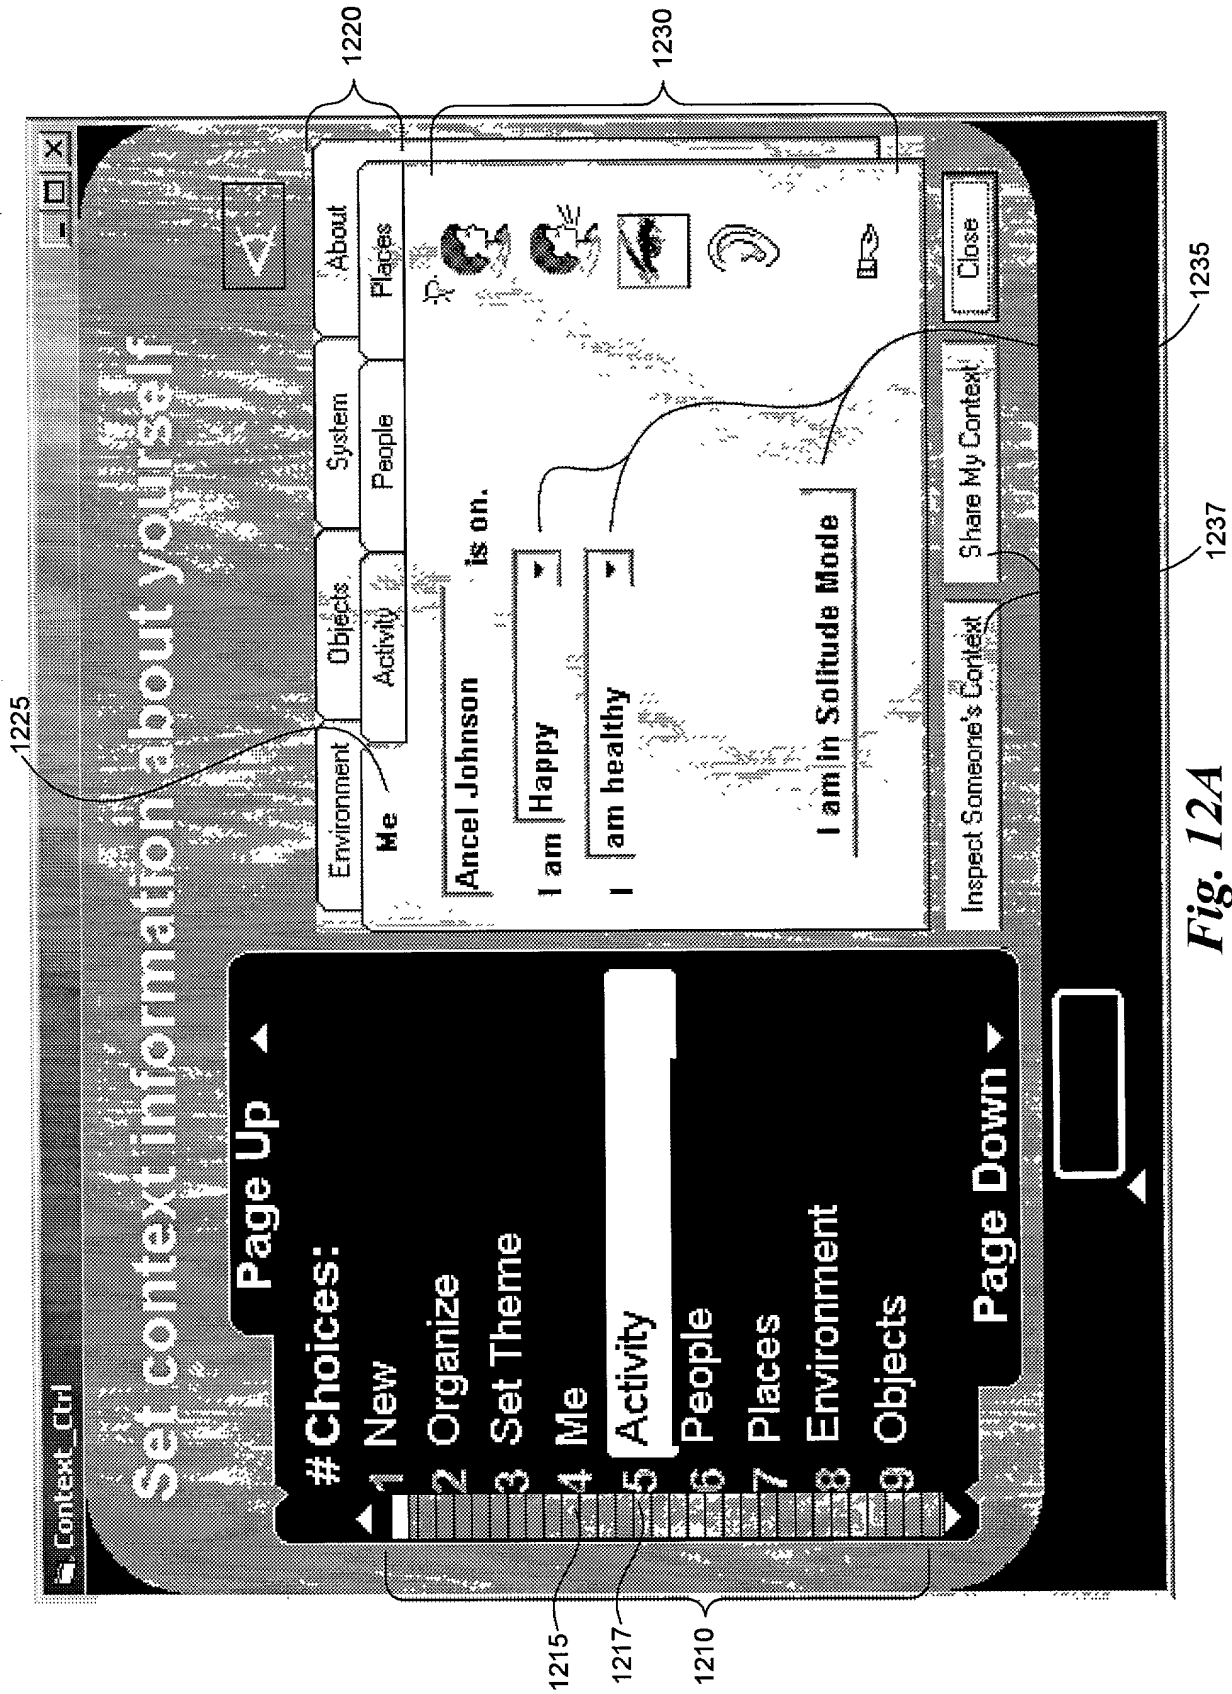 Context_ctrl
Set context information about yourself
Page Up
# Choices:
1 New
2 Organize
3 Set Theme
4 Me
5 Activity
6 People
7 Places
8 Environment
9 Objects
Page Down
Environment Objects System About
Me Activity People Places
Ancel Johnson is on.
I am Happy
I am healthy
I am in Solitude Mode
Inspect Someone's Context Share My Context Close
1210
1215
1217
1220
1225
1230
1235
1237
Fig. 12A